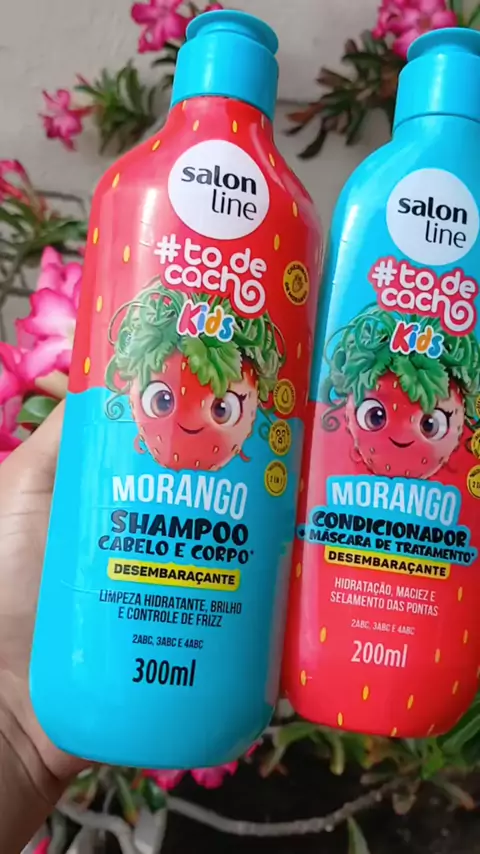 salon
line
#to de
cacho
Kids
MORANGO
SHAMPOO
CABELO E CORPO*
DESEMBARAÇANTE
LIMPEZA HIDRATANTE, BRILHO
E CONTROLE DE FRIZZ
2ABC, 3ABC E 4ABC
300ml
salon
line
#to de
cacho
Kids
MORANGO
CONDICIONADOR
MÁSCARA DE TRATAMENTO*
DESEMBARAÇANTE
HIDRATAÇÃO, MACIEZ E
SELAMENTO DAS PONTAS
2ABC, 3ABC E 4ABC
200ml